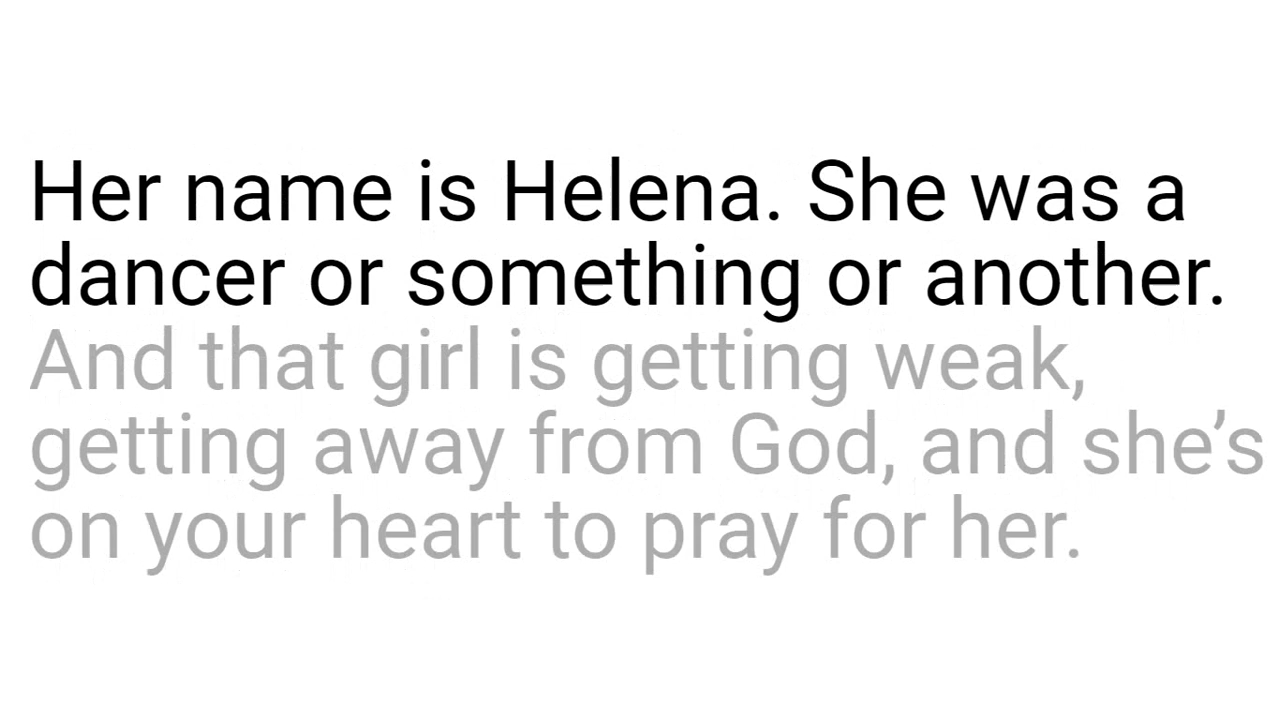 Her name is Helena. She was a
dancer or something or another.
And that girl is getting weak,
getting away from God, and she’s
on your heart to pray for her.